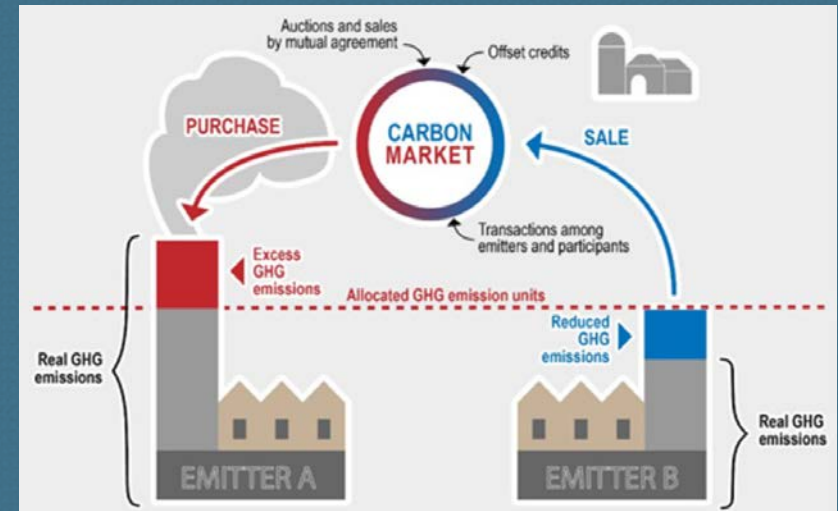 Auctions and sales
by mutual agreement
Offset credits
PURCHASE
CARBON
MARKET
SALE
Transactions among
emitters and participants
Excess
GHG
emissions
Allocated GHG emission units
Reduced
GHG
emissions
Real GHG
emissions
Real GHG
emissions
EMITTER A
EMITTER B